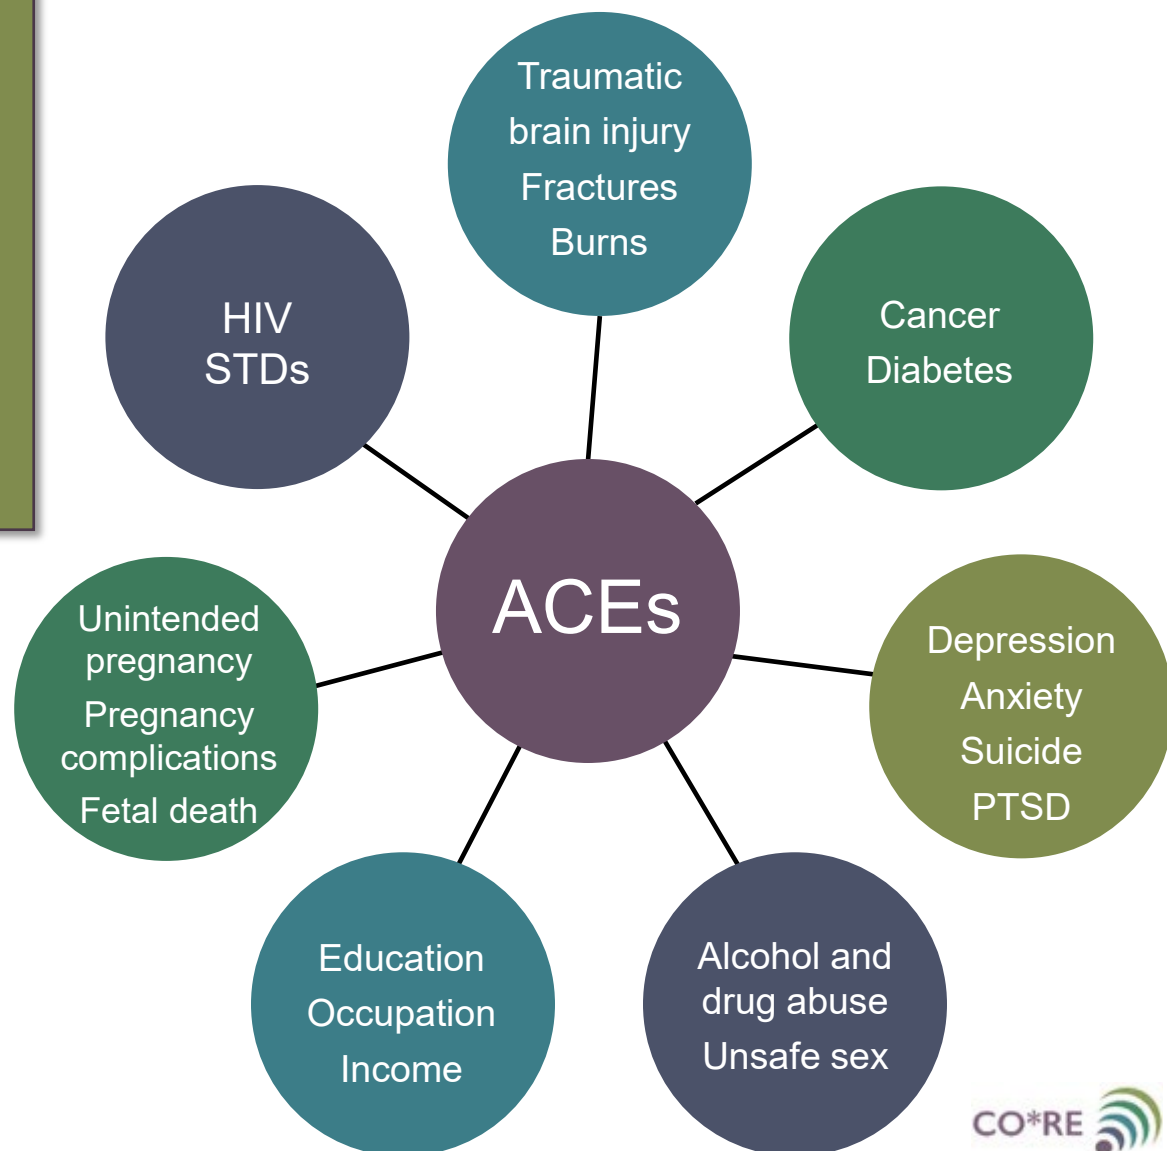 Traumatic
brain injury
Fractures
Burns
Cancer
Diabetes
HIV
STDs
ACEs
Depression
Anxiety
Suicide
PTSD
Unintended
pregnancy
Pregnancy
complications
Fetal death
Alcohol and
drug abuse
Unsafe sex
Education
Occupation
Income
CO*RE